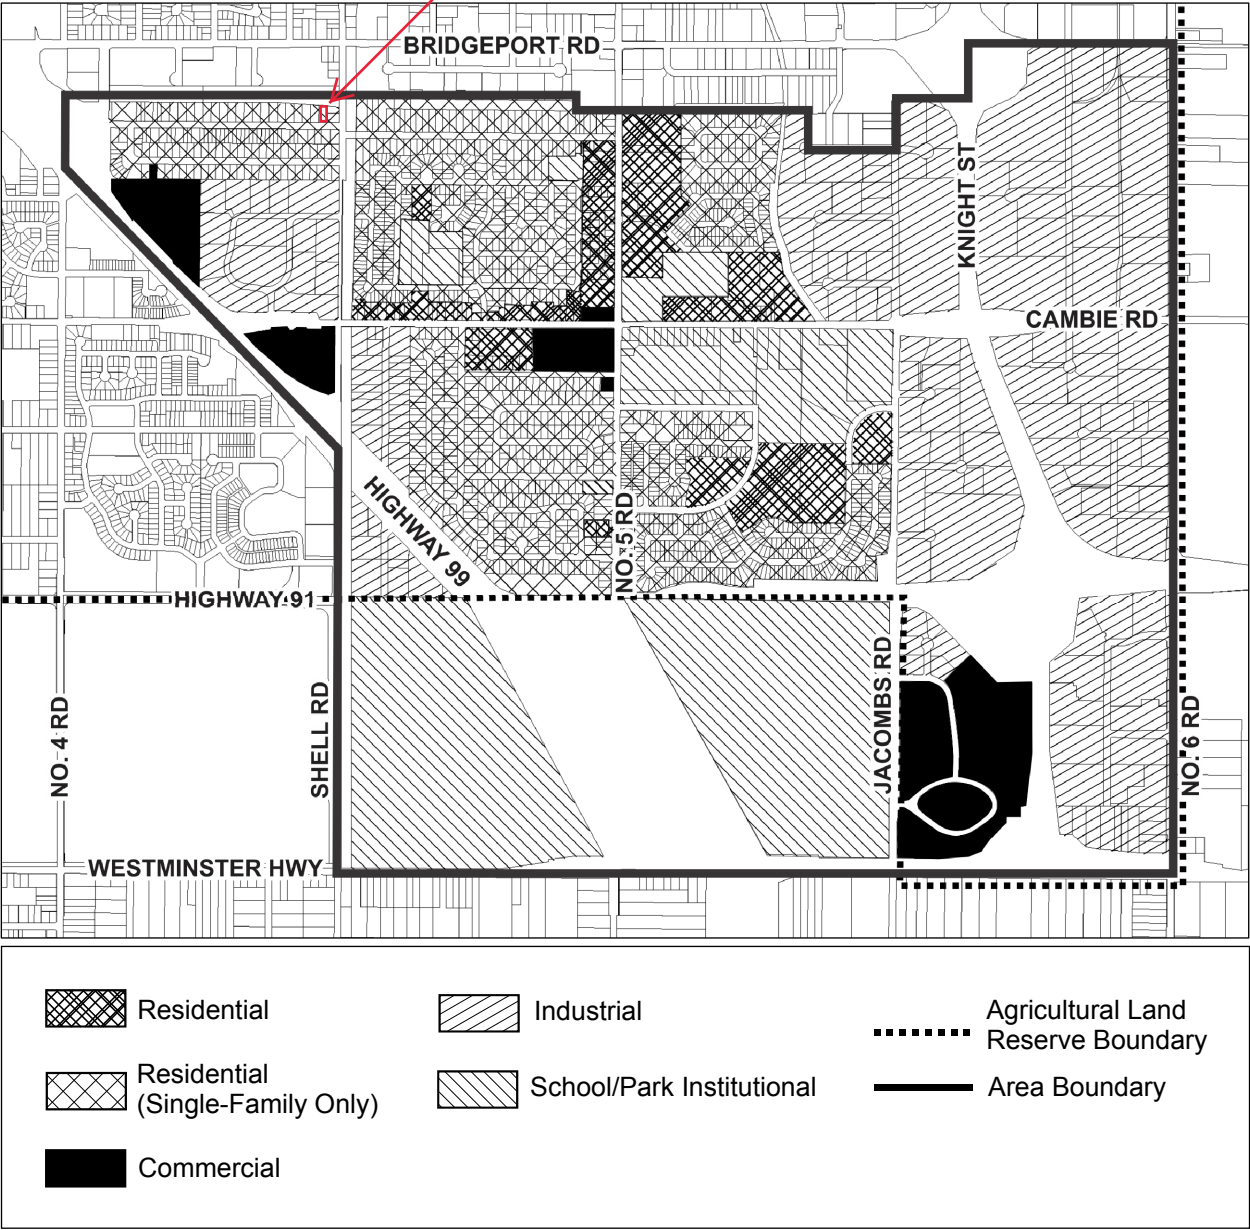 BRIDGEPORT RD
KNIGHT ST
CAMBIE RD
HIGHWAY 99
NO. 5 RD
HIGHWAY 91
NO. 4 RD
SHELL RD
JACOMBS RD
NO. 6 RD
WESTMINSTER HWY
Residential
Industrial
Agricultural Land
Reserve Boundary
Residential
(Single-Family Only)
School/Park Institutional
Area Boundary
Commercial